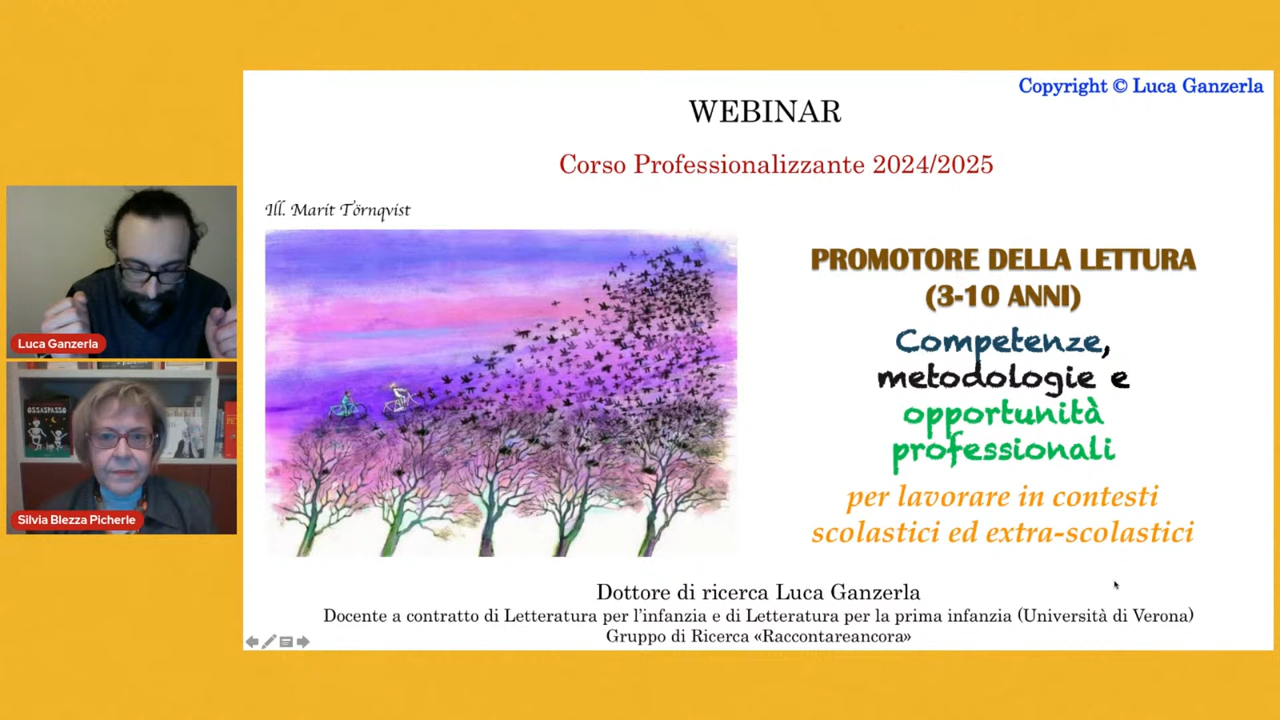 Copyright © Luca Ganzerla
WEBINAR
Corso Professionalizzante 2024/2025
Ill. Marit Törnqvist
PROMOTORE DELLA LETTURA
(3-10 ANNI)
Competenze,
metodologie e
opportunità
professionali
per lavorare in contesti
scolastici ed extra-scolastici
Dottore di ricerca Luca Ganzerla
Docente a contratto di Letteratura per l'infanzia e di Letteratura per la prima infanzia (Università di Verona)
Gruppo di Ricerca «Raccontareancora»
Luca Ganzerla
OSSASPASSO
Silvia Blezza Picherle